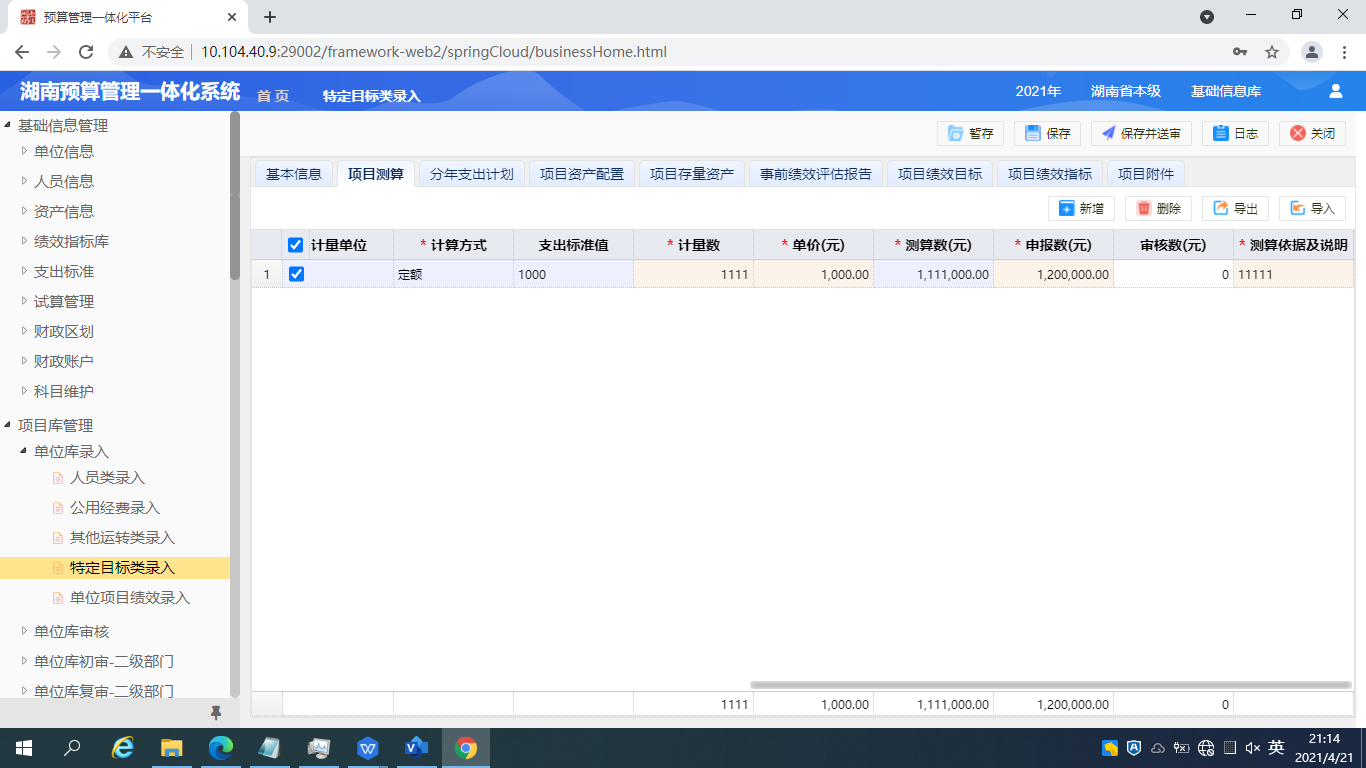 预算管理一体化平台
不安全 10.104.40.9:29002/framework-web2/springCloud/businessHome.html
湖南预算管理一体化系统 首 页 特定目标类录入 2021年 湖南省本级 基础信息库
基础信息管理
单位信息
人员信息
资产信息
绩效指标库
支出标准
试算管理
财政区划
财政账户
科目维护
项目库管理
单位库录入
人员类录入
公用经费录入
其他运转类录入
特定目标类录入
单位项目绩效录入
单位库审核
单位库初审-二级部门
单位库复审-二级部门
暂存 保存 保存并送审 日志 关闭
基本信息 项目测算 分年支出计划 项目资产配置 项目存量资产 事前绩效评估报告 项目绩效目标 项目绩效指标 项目附件
新增 删除 导出 导入
计量单位 * 计算方式 支出标准值 * 计量数 * 单价(元) * 测算数(元) * 申报数(元) 审核数(元) * 测算依据及说明
1 定额 1000 1111 1,000.00 1,111,000.00 1,200,000.00 0 11111
1111 1,000.00 1,111,000.00 1,200,000.00 0
英
21:14
2021/4/21